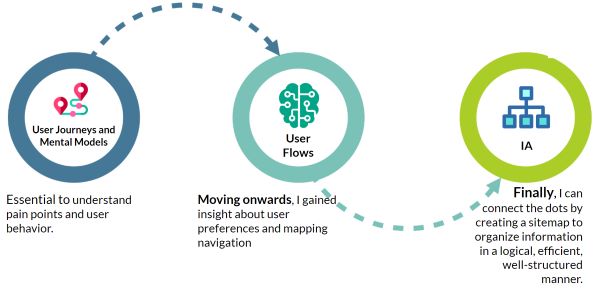 User Journeys and
Mental Models
Essential to understand
pain points and user
behavior.
User
Flows
Moving onwards, I gained
insight about user
preferences and mapping
navigation
IA
Finally, I can
connect the dots by
creating a sitemap to
organize information
in a logical, efficient,
well-structured
manner.